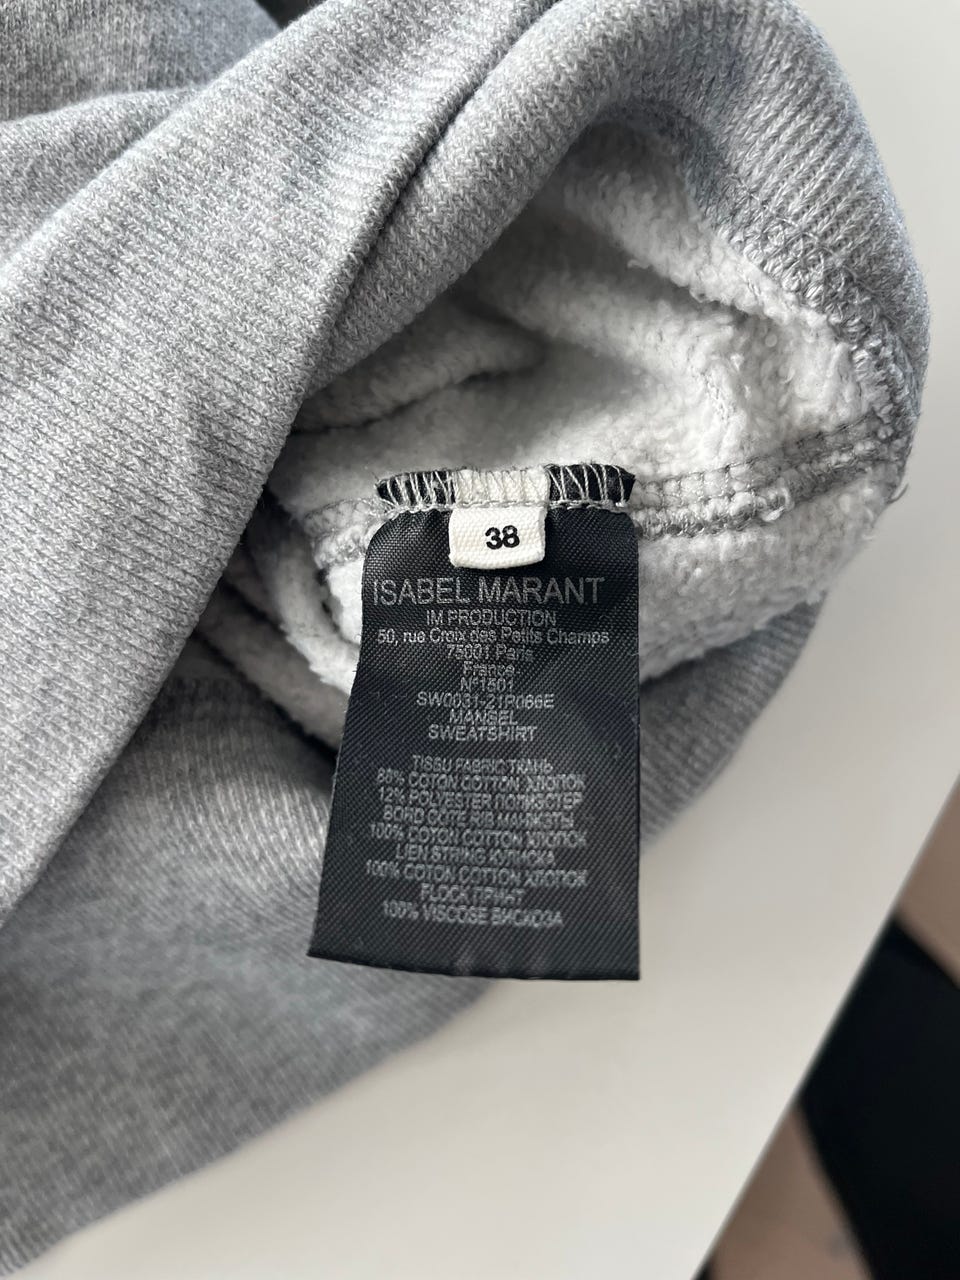 38
ISABEL MARANT
IM PRODUCTION
50, rue Croix des Petits Champs
75001 Paris
France
N°1501
SW0031-21P086E
MANSEL
SWEATSHIRT
TISSU FABRIC ТКАНЬ
88% COTON COTTON ХЛОПОК
12% POLYESTER ПОЛИЭСТЕР
BORD COTE RIB МАНЖЕТЫ
100% COTON COTTON ХЛОПОК
LIEN STRING КУЛИСКА
100% COTON COTTON ХЛОПОК
FLOCK ПРИНТ
100% VISCOSE ВИСКОЗА